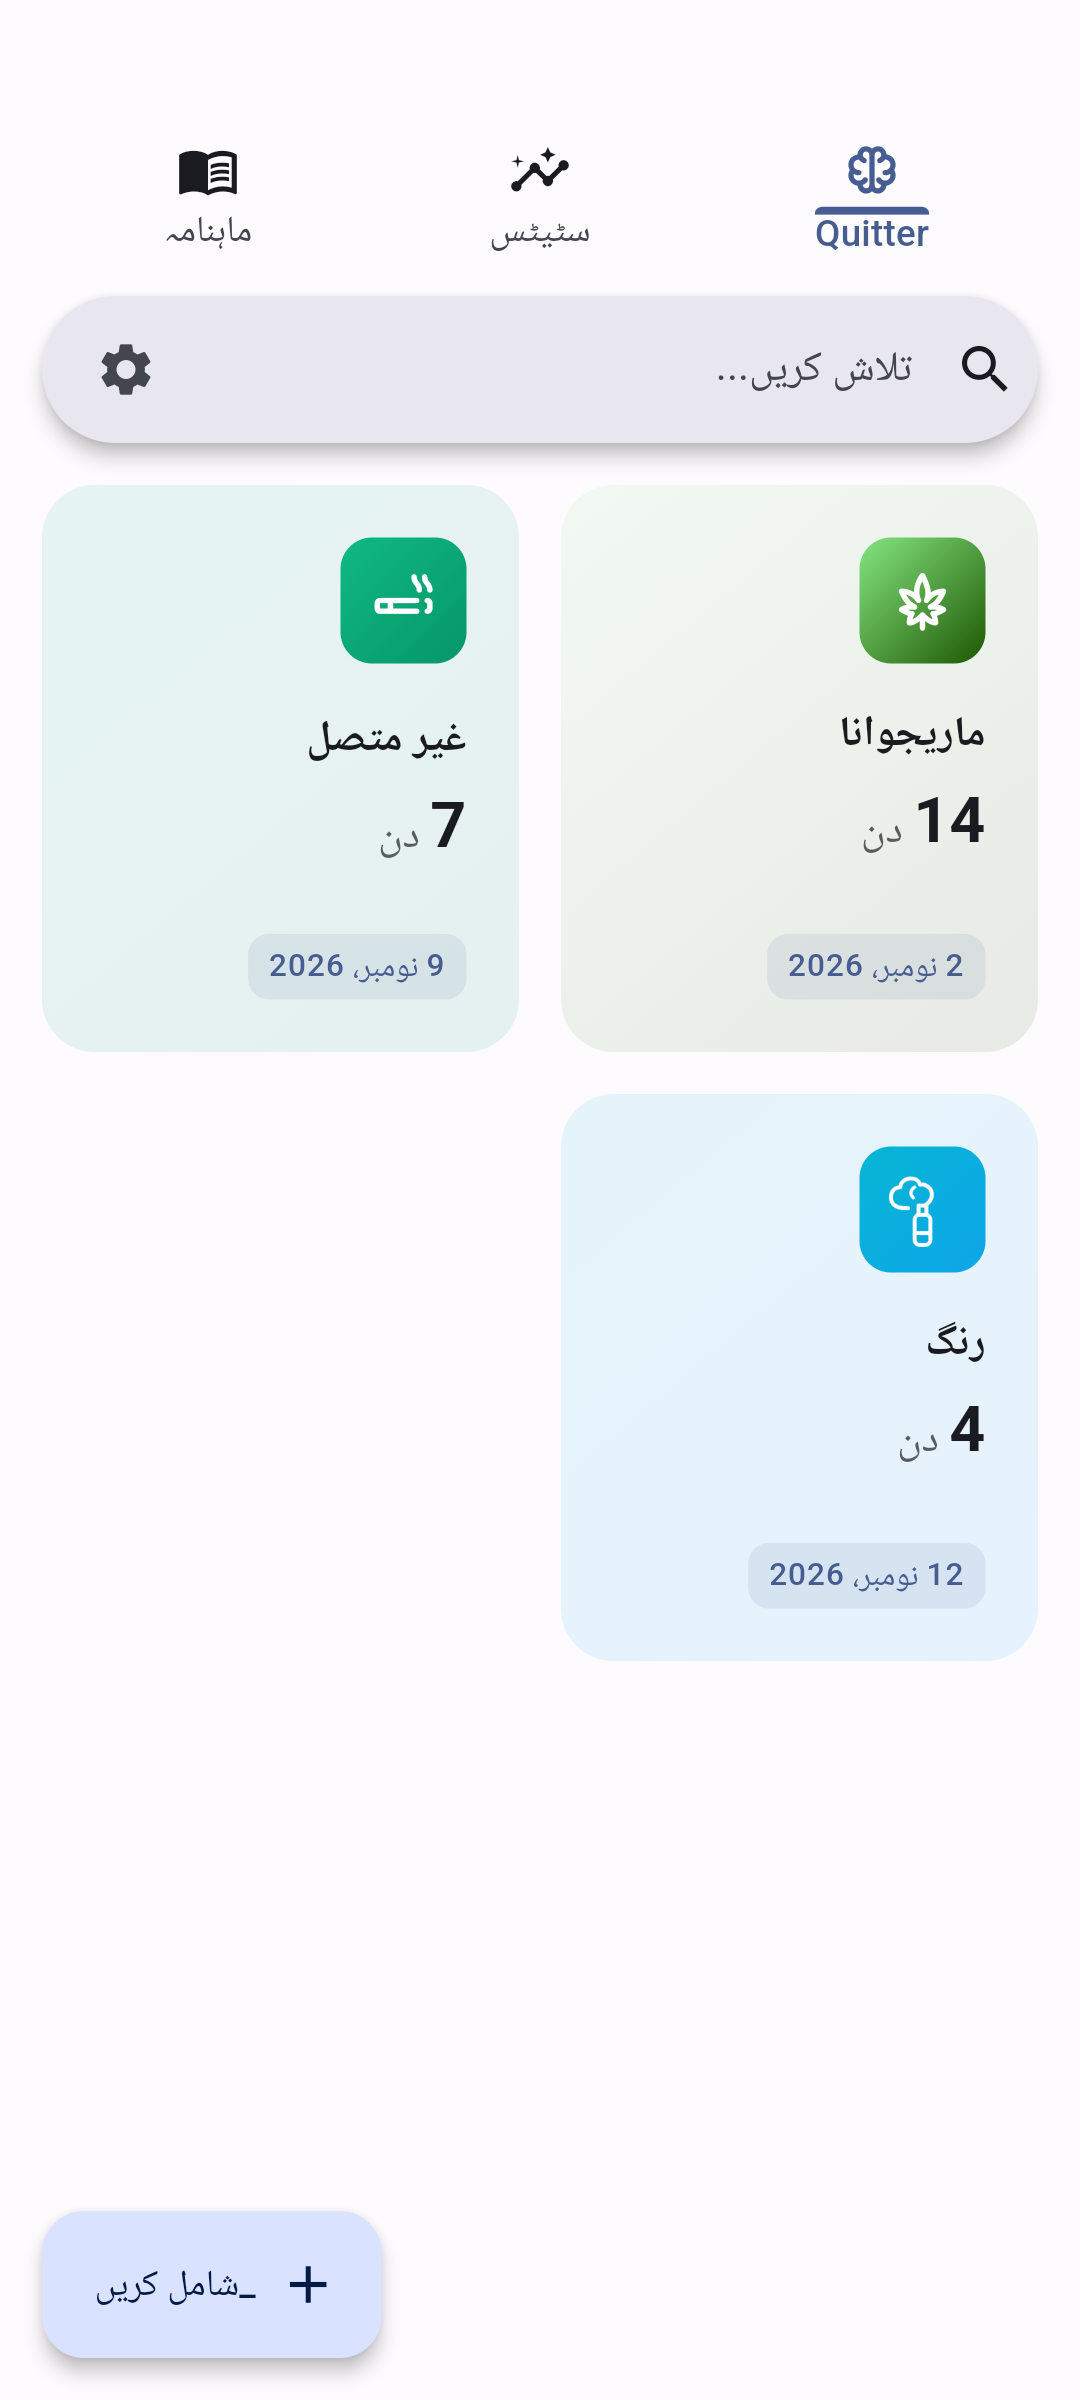 Quitter
سٹیٹس
ماہنامہ
تلاش کریں...
ماریجوانا
14 دن
2 نومبر، 2026
غیر متصل
7 دن
9 نومبر، 2026
رنگ
4 دن
12 نومبر، 2026
_شامل کریں